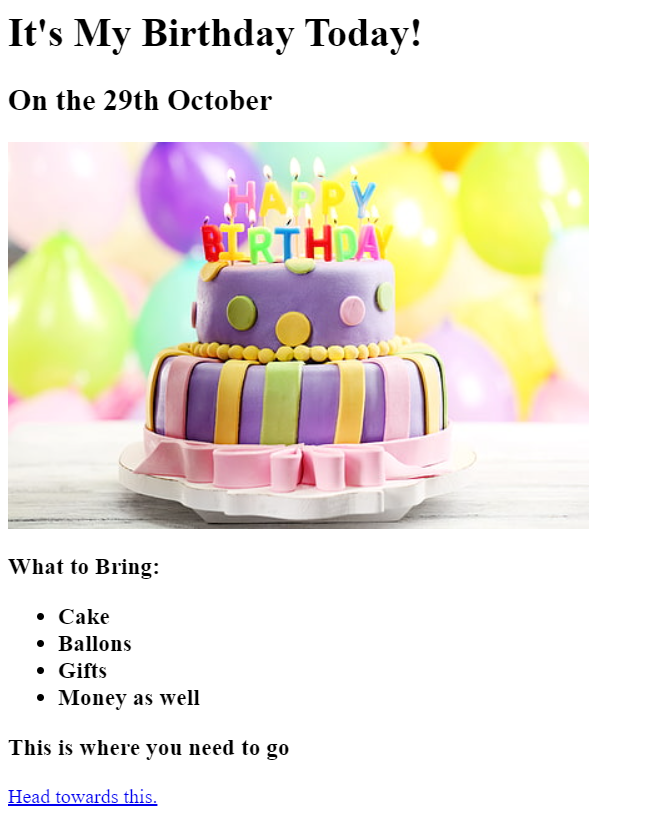 It's My Birthday Today!
On the 29th October
HAPPY
BIRTHDAY
What to Bring:
Cake
Ballons
Gifts
Money as well
This is where you need to go
Head towards this.